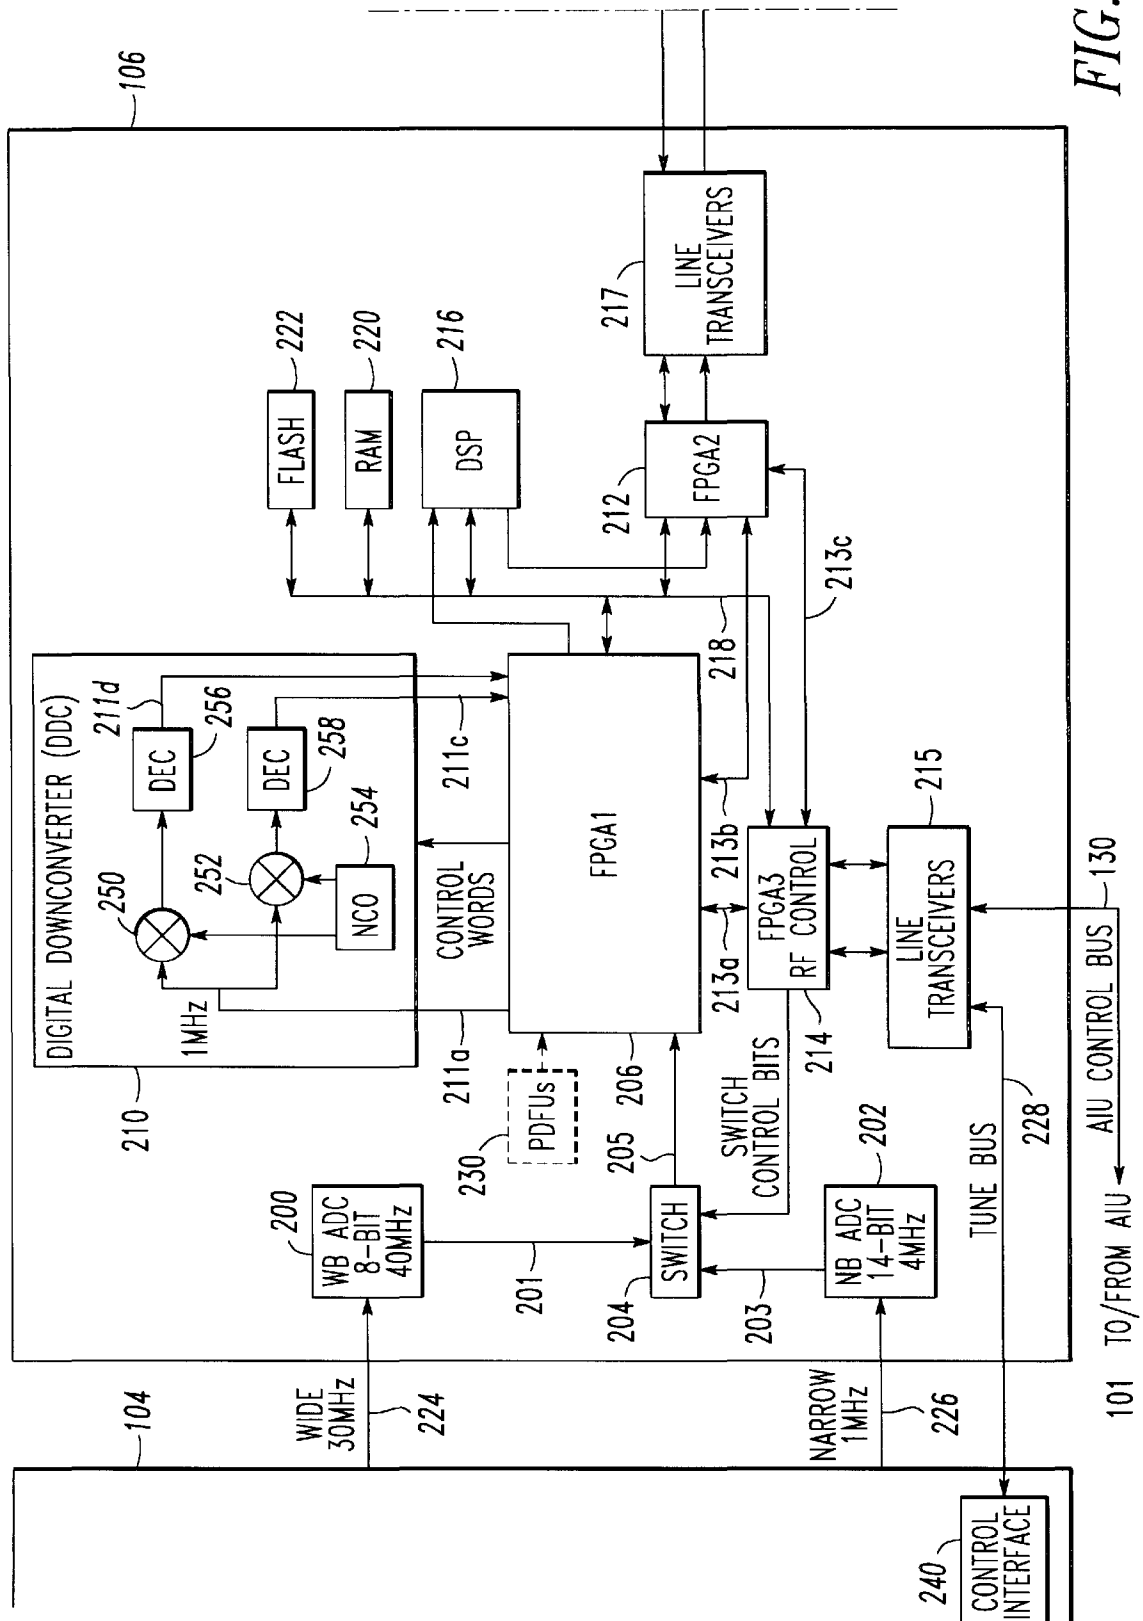 FIG.
106
104
DIGITAL DOWNCONVERTER (DDC)
210
1MHz
250
252
NCO
254
DEC
256
DEC
258
211d
211c
211a
CONTROL
WORDS
FLASH
222
RAM
220
DSP
216
230
PDFUs
FPGA1
206
205
200
WB ADC
8-BIT
40MHz
201
WIDE
30MHz
224
SWITCH
204
203
SWITCH
CONTROL BITS
NB ADC
14-BIT
4MHz
202
NARROW
1MHz
226
213a
213b
213c
218
FPGA2
212
LINE
TRANSCEIVERS
217
FPGA3
RF CONTROL
214
LINE
TRANSCEIVERS
215
TUNE BUS
228
AIU CONTROL BUS
130
101 TO/FROM AIU
240
CONTROL
INTERFACE